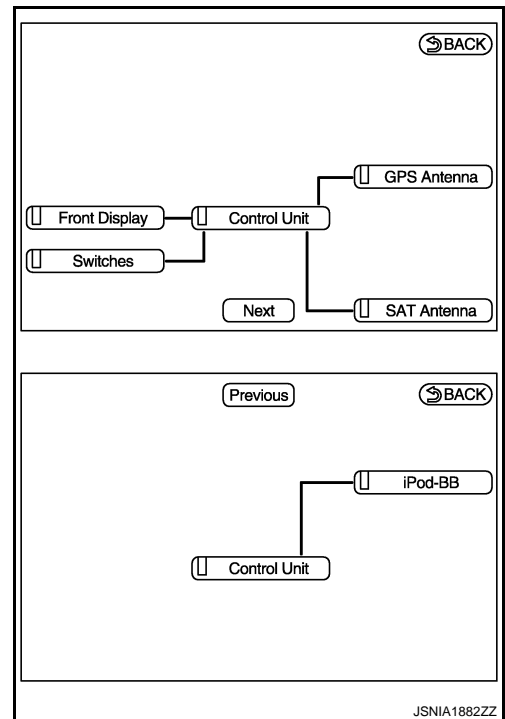 BACK
GPS Antenna
Front Display
Control Unit
Switches
Next
SAT Antenna
Previous
BACK
iPod-BB
Control Unit
JSNIA1882ZZ